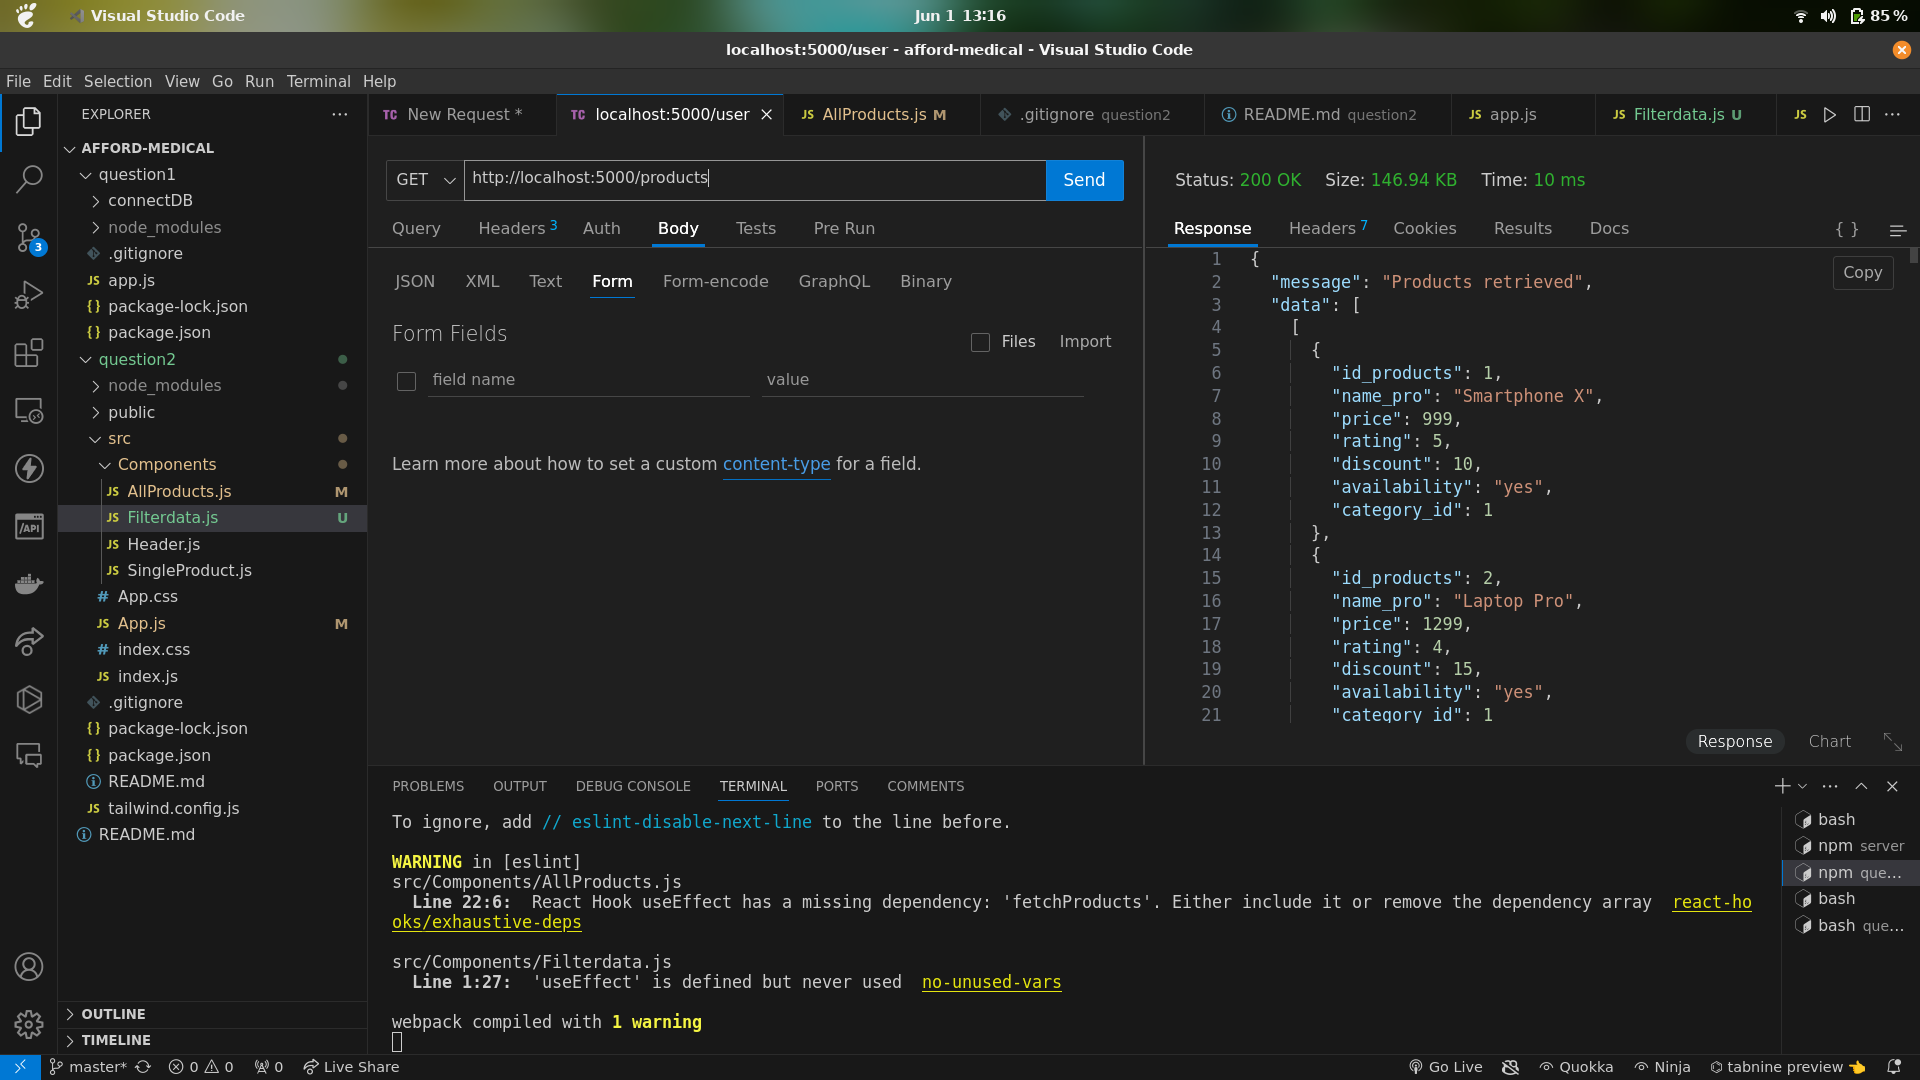 Visual Studio Code
Jun 1 13:16
85 %
localhost:5000/user - afford-medical - Visual Studio Code
File Edit Selection View Go Run Terminal Help
EXPLORER
TC New Request *
TC localhost:5000/user
JS AllProducts.js M
.gitignore question2
README.md question2
JS app.js
JS Filterdata.js U
JS
AFFORD-MEDICAL
question1
connectDB
node_modules
.gitignore
JS app.js
{} package-lock.json
{} package.json
question2
node_modules
public
src
Components
JS AllProducts.js M
JS Filterdata.js U
JS Header.js
JS SingleProduct.js
# App.css
JS App.js M
# index.css
JS index.js
.gitignore
{} package-lock.json
{} package.json
README.md
JS tailwind.config.js
README.md
OUTLINE
TIMELINE
3
/API
GET http://localhost:5000/products Send
Query Headers 3 Auth Body Tests Pre Run
JSON XML Text Form Form-encode GraphQL Binary
Form Fields
Files Import
field name value
Learn more about how to set a custom content-type for a field.
Status: 200 OK Size: 146.94 KB Time: 10 ms
Response Headers 7 Cookies Results Docs { }
Copy
1 {
2 "message": "Products retrieved",
3 "data": [
4 [
5 {
6 "id_products": 1,
7 "name_pro": "Smartphone X",
8 "price": 999,
9 "rating": 5,
10 "discount": 10,
11 "availability": "yes",
12 "category_id": 1
13 },
14 {
15 "id_products": 2,
16 "name_pro": "Laptop Pro",
17 "price": 1299,
18 "rating": 4,
19 "discount": 15,
20 "availability": "yes",
21 "category_id": 1
Response Chart
PROBLEMS OUTPUT DEBUG CONSOLE TERMINAL PORTS COMMENTS
To ignore, add // eslint-disable-next-line to the line before.
WARNING in [eslint]
src/Components/AllProducts.js
Line 22:6: React Hook useEffect has a missing dependency: 'fetchProducts'. Either include it or remove the dependency array react-ho
oks/exhaustive-deps
src/Components/Filterdata.js
Line 1:27: 'useEffect' is defined but never used no-unused-vars
webpack compiled with 1 warning
bash
npm server
npm que...
bash
bash que...
master* 0 0 0 Live Share
Go Live Quokka Ninja tabnine preview